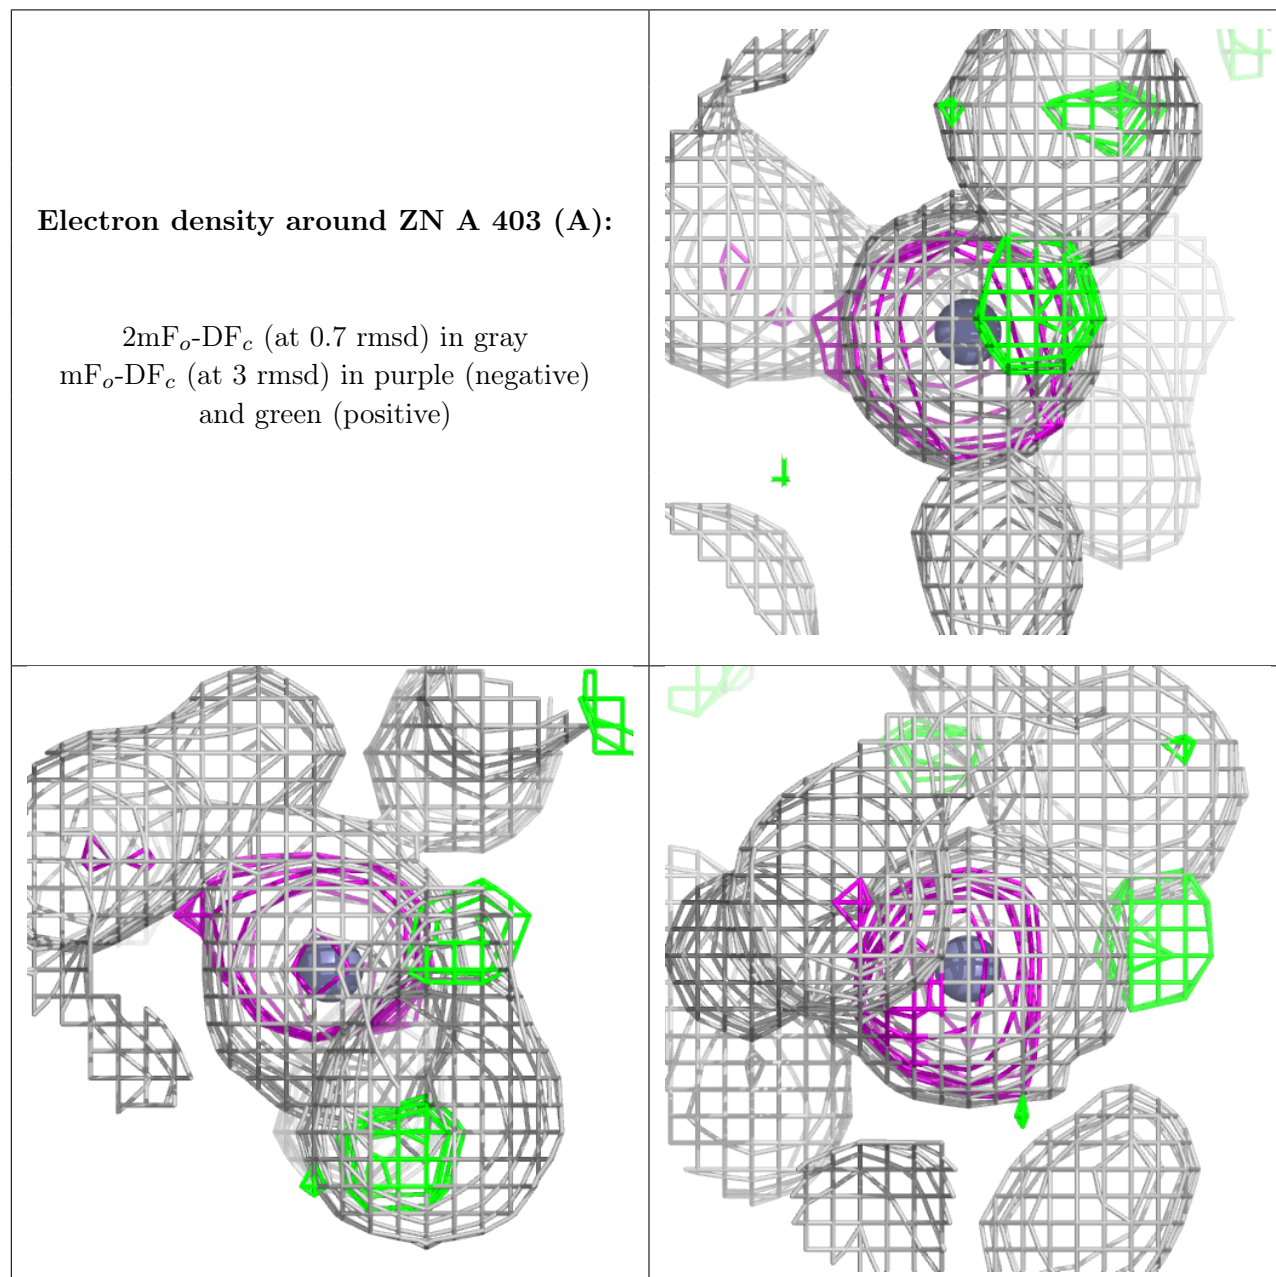 Electron density around ZN A 403 (A):
2mFo-DFc (at 0.7 rmsd) in gray
mFo-DFc (at 3 rmsd) in purple (negative)
and green (positive)